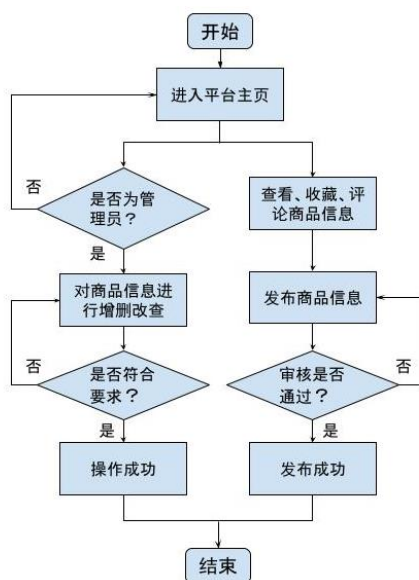 开始
进入平台主页
否
是否为管
理员？
查看、收藏、评
论商品信息
是
对商品信息进
行增删改查
发布商品信息
否
是否符合
要求？
审核是否
通过？
否
是
是
操作成功
发布成功
结束